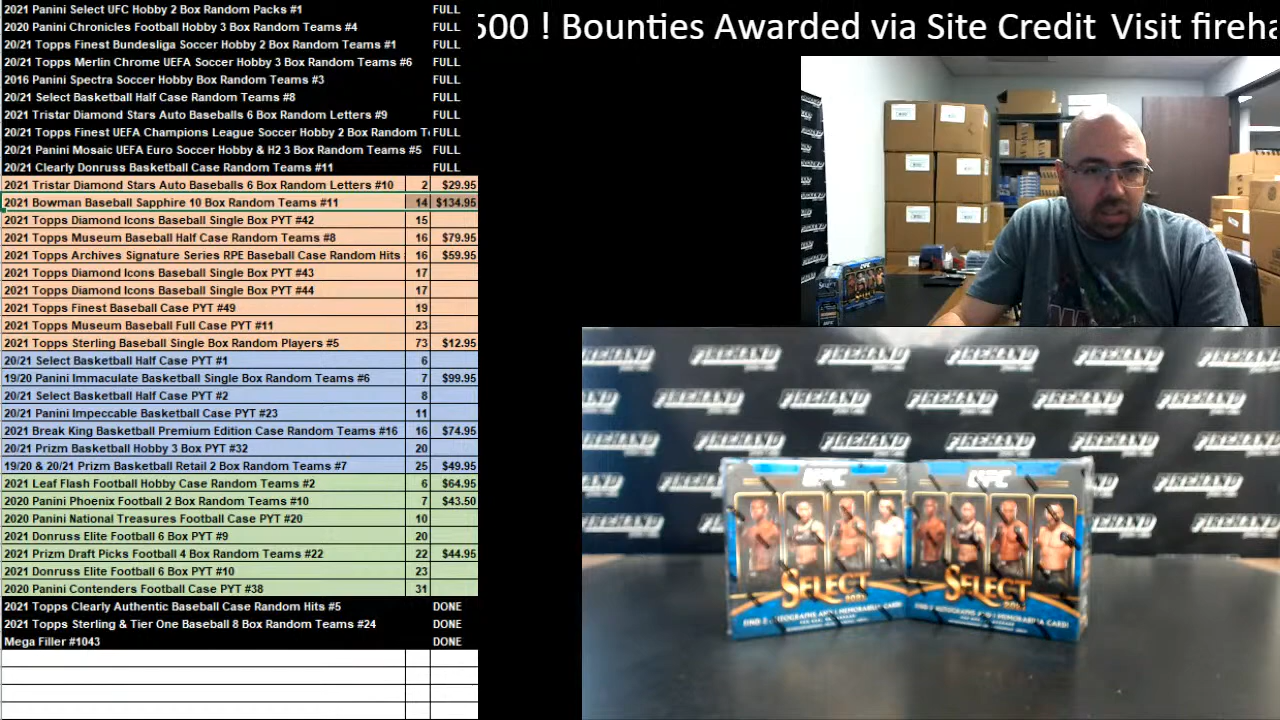 500 ! Bounties Awarded via Site Credit Visit fireha
2021 Panini Select UFC Hobby 2 Box Random Packs #1 FULL
2020 Panini Chronicles Football Hobby 3 Box Random Teams #4 FULL
20/21 Topps Finest Bundesliga Soccer Hobby 2 Box Random Teams #1 FULL
20/21 Topps Merlin Chrome UEFA Soccer Hobby 3 Box Random Teams #6 FULL
2016 Panini Spectra Soccer Hobby Box Random Teams #3 FULL
20/21 Select Basketball Half Case Random Teams #8 FULL
2021 Tristar Diamond Stars Auto Baseballs 6 Box Random Letters #9 FULL
20/21 Topps Finest UEFA Champions League Soccer Hobby 2 Box Random T FULL
20/21 Panini Mosaic UEFA Euro Soccer Hobby & H2 3 Box Random Teams #5 FULL
20/21 Clearly Donruss Basketball Case Random Teams #11 FULL
2021 Tristar Diamond Stars Auto Baseballs 6 Box Random Letters #10 2 $29.95
2021 Bowman Baseball Sapphire 10 Box Random Teams #11 14 $134.95
2021 Topps Diamond Icons Baseball Single Box PYT #42 15
2021 Topps Museum Baseball Half Case Random Teams #8 16 $79.95
2021 Topps Archives Signature Series RPE Baseball Case Random Hits 16 $59.95
2021 Topps Diamond Icons Baseball Single Box PYT #43 17
2021 Topps Diamond Icons Baseball Single Box PYT #44 17
2021 Topps Finest Baseball Case PYT #49 19
2021 Topps Museum Baseball Full Case PYT #11 23
2021 Topps Sterling Baseball Single Box Random Players #5 73 $12.95
20/21 Select Basketball Half Case PYT #1 6
19/20 Panini Immaculate Basketball Single Box Random Teams #6 7 $99.95
20/21 Select Basketball Half Case PYT #2 8
20/21 Panini Impeccable Basketball Case PYT #23 11
2021 Break King Basketball Premium Edition Case Random Teams #16 16 $74.95
20/21 Prizm Basketball Hobby 3 Box PYT #32 20
19/20 & 20/21 Prizm Basketball Retail 2 Box Random Teams #7 25 $49.95
2021 Leaf Flash Football Hobby Case Random Teams #2 6 $64.95
2020 Panini Phoenix Football 2 Box Random Teams #10 7 $43.50
2020 Panini National Treasures Football Case PYT #20 10
2021 Donruss Elite Football 6 Box PYT #9 20
2021 Prizm Draft Picks Football 4 Box Random Teams #22 22 $44.95
2021 Donruss Elite Football 6 Box PYT #10 23
2020 Panini Contenders Football Case PYT #38 31
2021 Topps Clearly Authentic Baseball Case Random Hits #5 DONE
2021 Topps Sterling & Tier One Baseball 8 Box Random Teams #24 DONE
Mega Filler #1043 DONE
FIREHAND
UFC
SELECT
2021
UFC
SELECT
2021